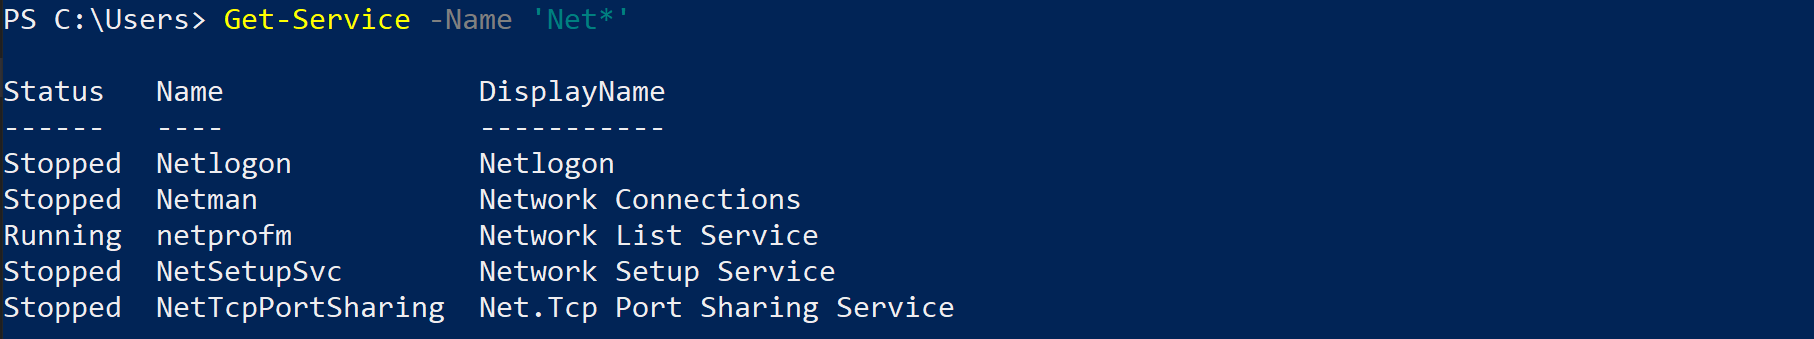 PS C:\Users> Get-Service -Name 'Net*'
Status   Name               DisplayName
------   ----               -----------
Stopped  Netlogon           Netlogon
Stopped  Netman             Network Connections
Running  netprofm           Network List Service
Stopped  NetSetupSvc        Network Setup Service
Stopped  NetTcpPortSharing  Net.Tcp Port Sharing Service